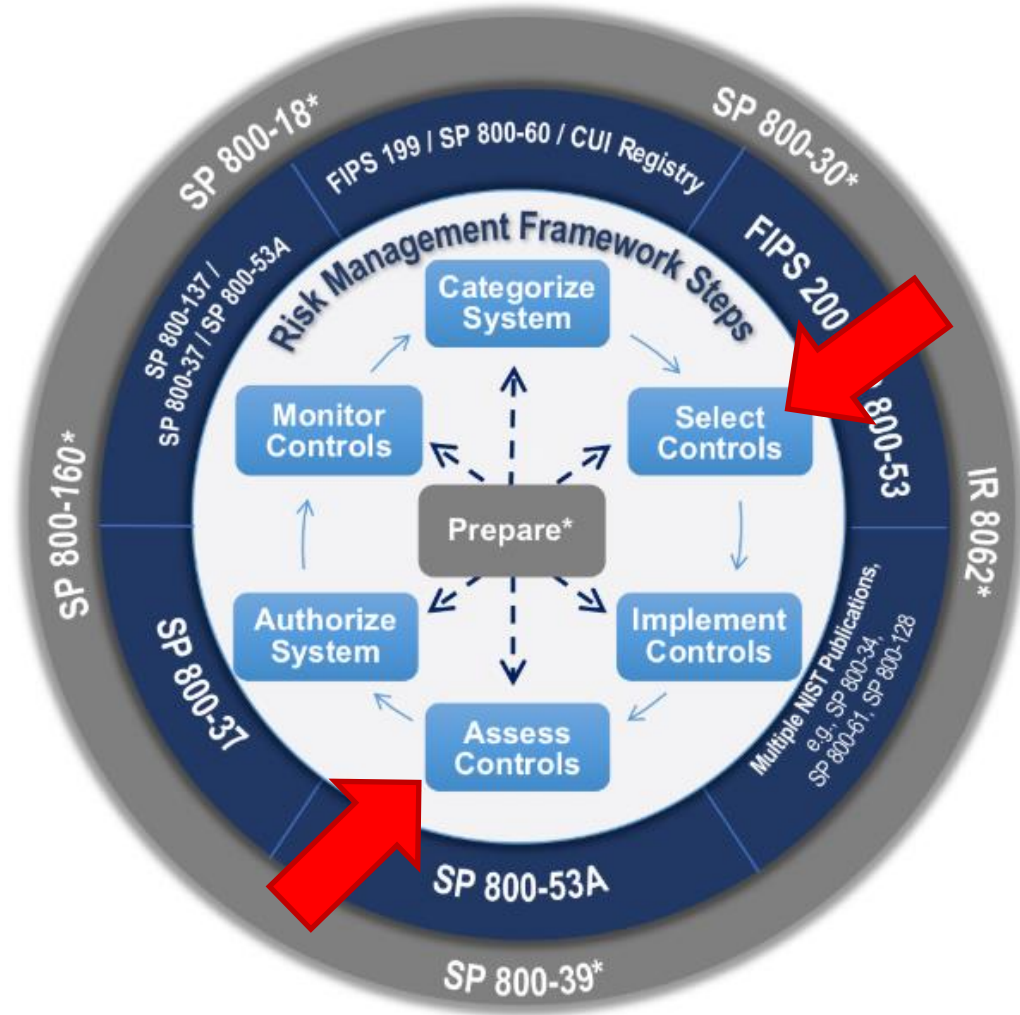 SP 800-18*
SP 800-30*
IR 8062*
SP 800-39*
SP 800-160*
FIPS 199 / SP 800-60 / CUI Registry
FIPS 200
800-53
Multiple NIST Publications,
e.g., SP 800-34,
SP 800-61, SP 800-128
SP 800-53A
SP 800-37
SP 800-137 /
SP 800-37 / SP 800-53A
Risk Management Framework Steps
Categorize
System
Select
Controls
Implement
Controls
Assess
Controls
Authorize
System
Monitor
Controls
Prepare*